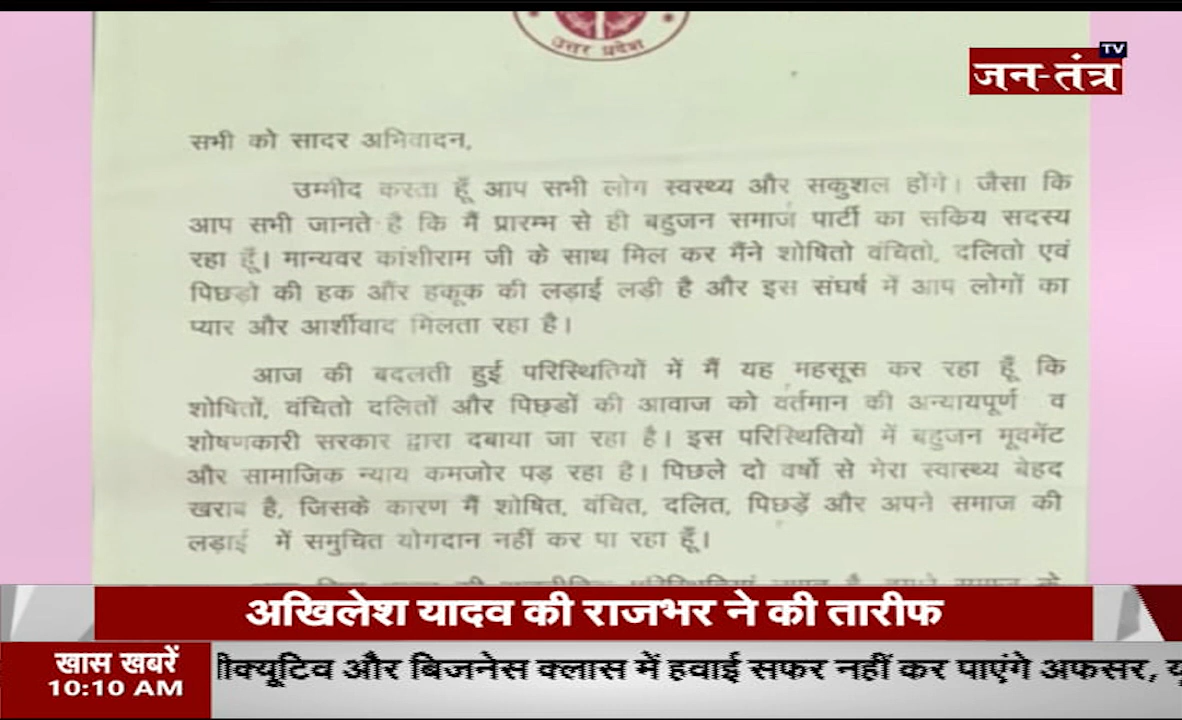 उत्तर प्रदेश
जन-तंत्र TV
सभी को सादर अभिवादन,
उम्मीद करता हूँ आप सभी लोग स्वस्थ्य और सकुशल होंगे। जैसा कि
आप सभी जानते है कि मैं प्रारम्भ से ही बहुजन समाज पार्टी का सकिय सदस्य
रहा हूँ। मान्यवर कांशीराम जी के साथ मिल कर मैंने शोषितो वंचितो, दलितो एवं
पिछड़ो की हक और हकूक की लड़ाई लड़ी है और इस संघर्ष में आप लोगों का
प्यार और आर्शीवाद मिलता रहा है।
आज की बदलती हुई परिस्थितियों में मैं यह महसूस कर रहा हूँ कि
शोषितों, वंचितो दलितों और पिछडों की आवाज को वर्तमान की अन्यायपूर्ण व
शोषणकारी सरकार द्वारा दबाया जा रहा है। इस परिस्थितियों में बहुजन मूवमेंट
और सामाजिक न्याय कमजोर पड़ रहा है। पिछले दो वर्षो से मेरा स्वास्थ्य बेहद
खराब है, जिसके कारण मैं शोषित, वंचित, दलित, पिछड़ें और अपने समाज की
लड़ाई में समुचित योगदान नहीं कर पा रहा हूँ।
अखिलेश यादव की राजभर ने की तारीफ
खास खबरें
10:10 AM
और बिजनेस क्लास में हवाई सफर नहीं कर पाएंगे अफसर,